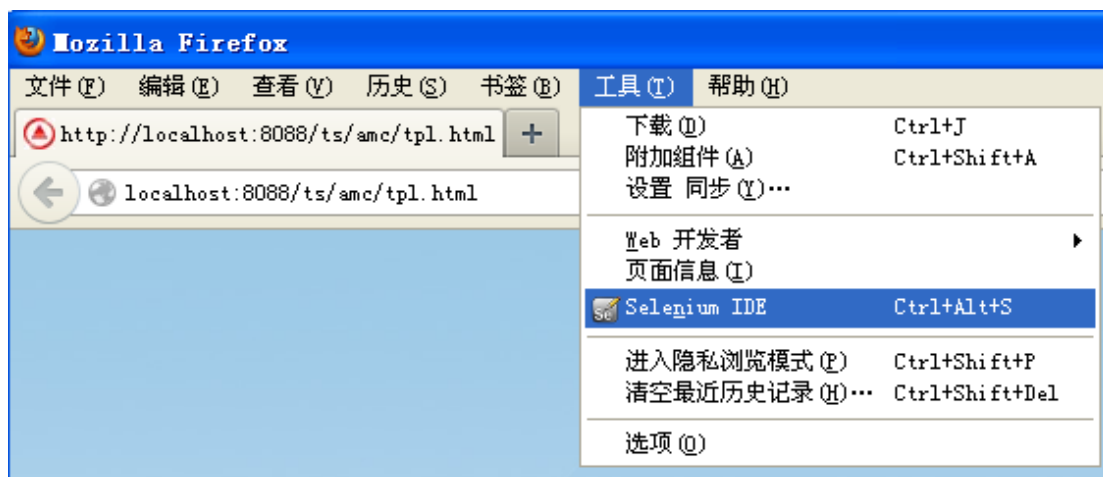 Mozilla Firefox
文件(F) 编辑(E) 查看(V) 历史(S) 书签(B) 工具(T) 帮助(H)
http://localhost:8088/ts/amc/tpl.html +
localhost:8088/ts/amc/tpl.html
下载(D) Ctrl+J
附加组件(A) Ctrl+Shift+A
设置 同步(Y)…
Web 开发者
页面信息(I)
Se Selenium IDE Ctrl+Alt+S
进入隐私浏览模式(P) Ctrl+Shift+P
清空最近历史记录(H)… Ctrl+Shift+Del
选项(O)